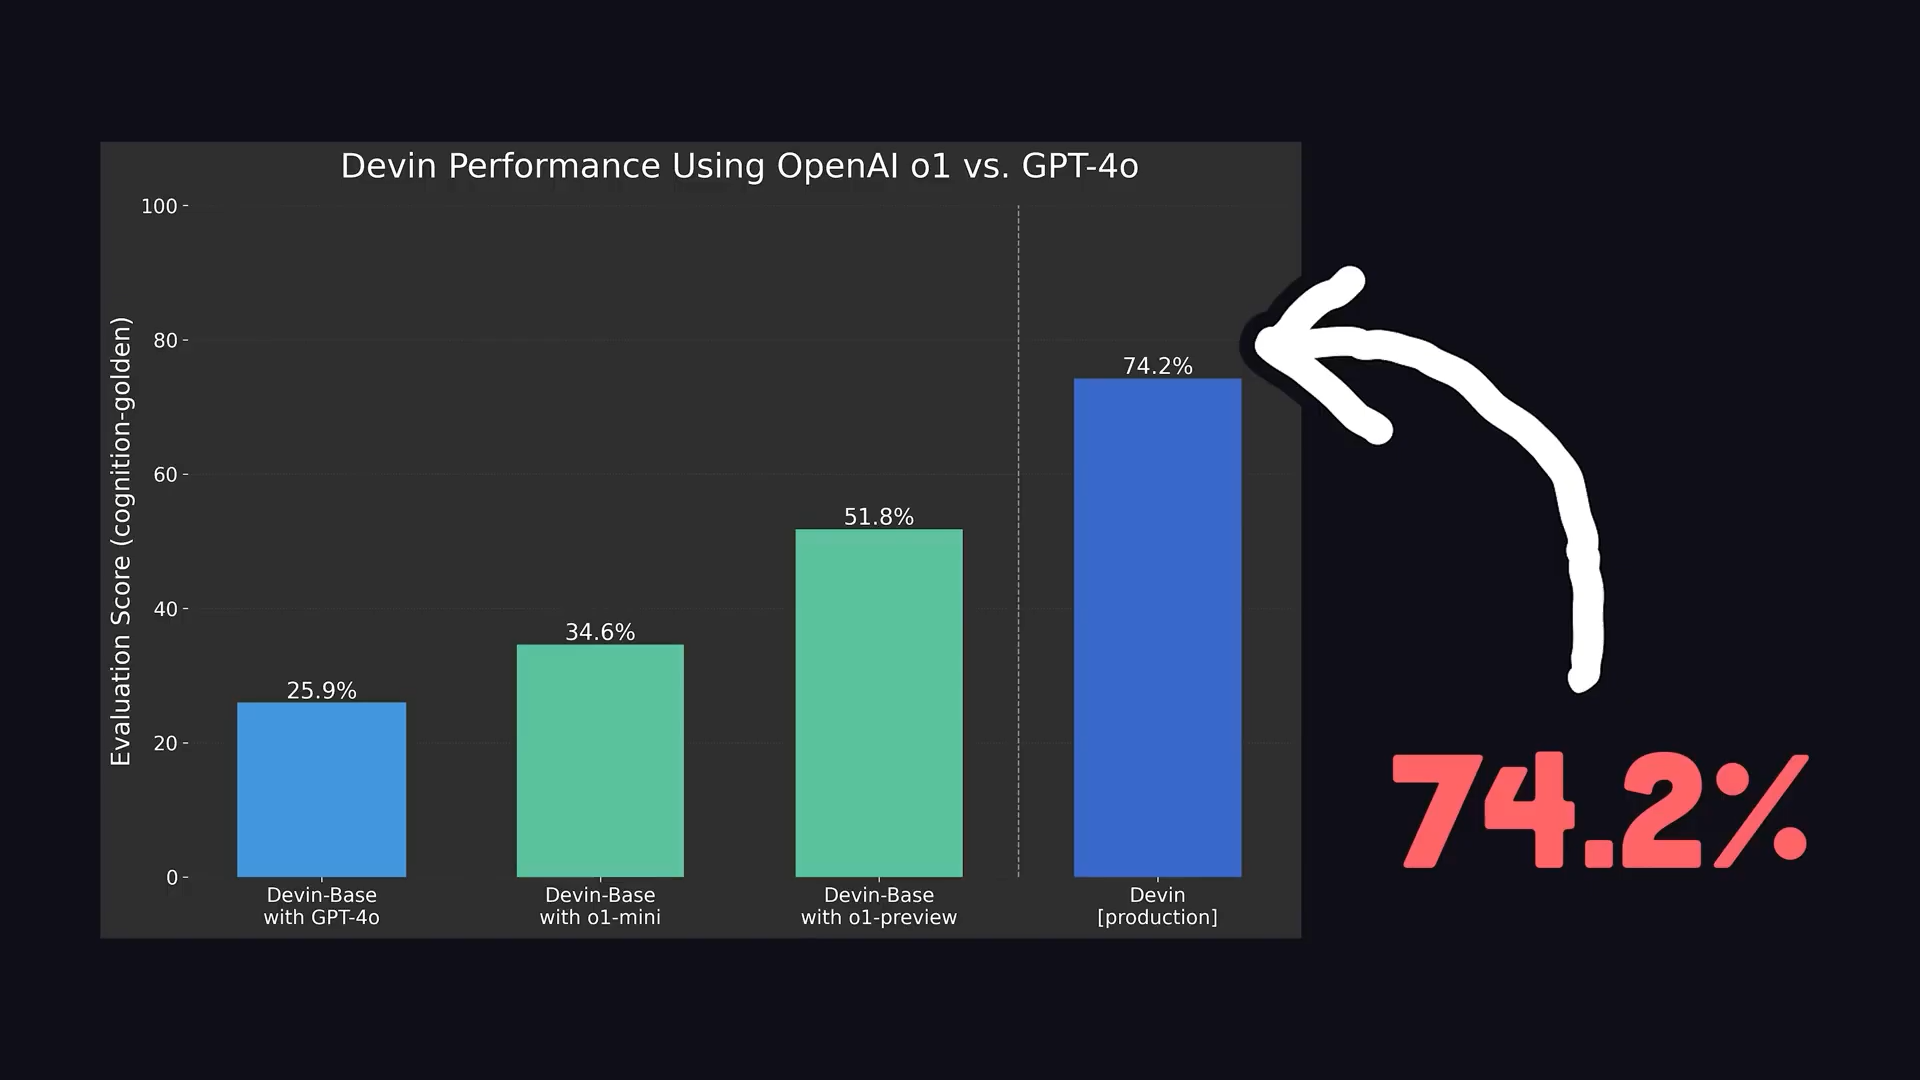 Devin Performance Using OpenAI o1 vs. GPT-4o
Evaluation Score (cognition-golden)
100
80
60
40
20
0
25.9%
34.6%
51.8%
74.2%
Devin-Base
with GPT-4o
Devin-Base
with o1-mini
Devin-Base
with o1-preview
Devin
[production]
74.2%